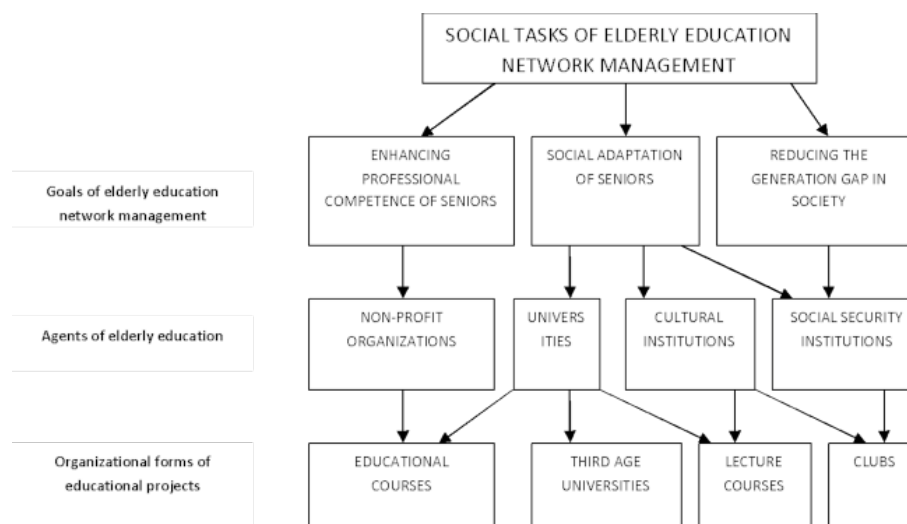 SOCIAL TASKS OF ELDERLY EDUCATION
NETWORK MANAGEMENT
Goals of elderly education
network management
ENHANCING
PROFESSIONAL
COMPETENCE OF SENIORS
SOCIAL ADAPTATION
OF SENIORS
REDUCING THE
GENERATION GAP IN
SOCIETY
Agents of elderly education
NON-PROFIT
ORGANIZATIONS
UNIVERS
ITIES
CULTURAL
INSTITUTIONS
SOCIAL SECURITY
INSTITUTIONS
Organizational forms of
educational projects
EDUCATIONAL
COURSES
THIRD AGE
UNIVERSITIES
LECTURE
COURSES
CLUBS